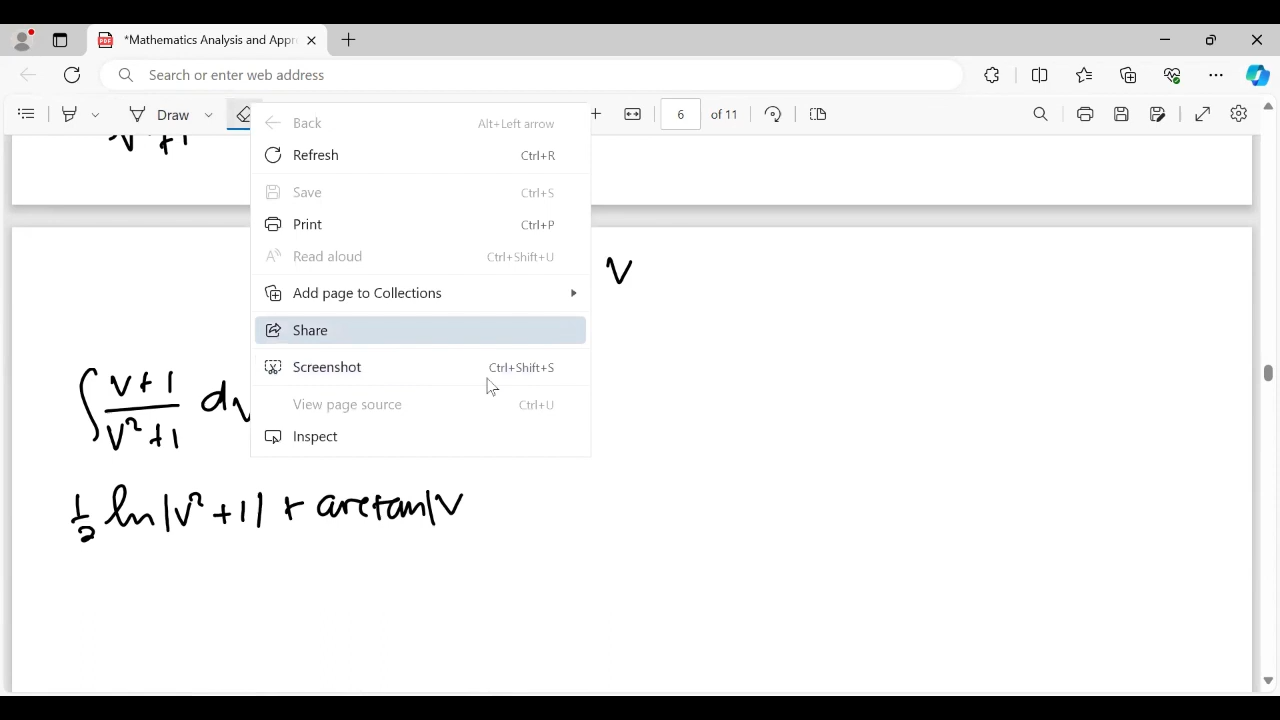 *Mathematics Analysis and Appr
Search or enter web address
Draw
6 of 11
Back Alt+Left arrow
Refresh Ctrl+R
Save Ctrl+S
Print Ctrl+P
Read aloud Ctrl+Shift+U
Add page to Collections
Share
Screenshot Ctrl+Shift+S
View page source Ctrl+U
Inspect
v
∫ (v+1)/(v²+1) dv
1/2 ln|v²+1| + arctan|v